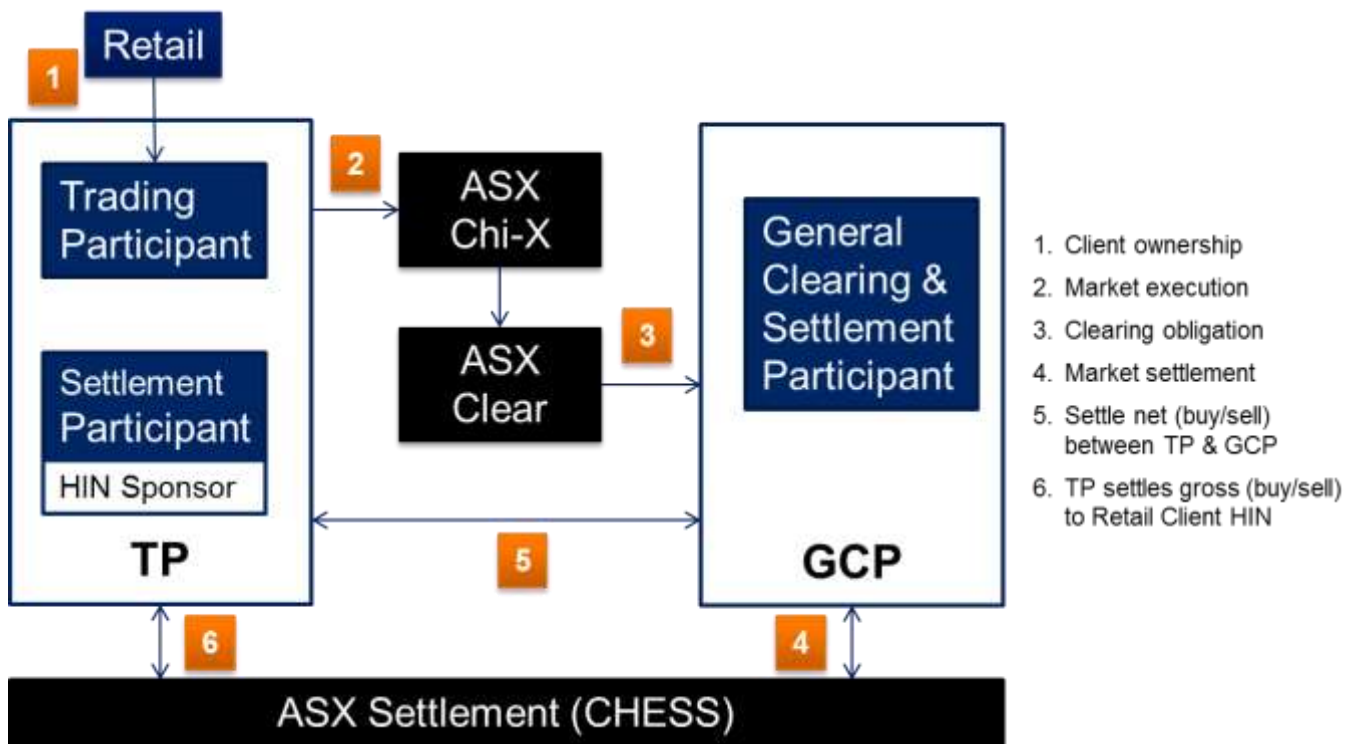 Retail
1
Trading
Participant
2
ASX
Chi-X
ASX
Clear
3
General
Clearing &
Settlement
Participant
Settlement
Participant
HIN Sponsor
TP
5
GCP
6
4
ASX Settlement (CHESS)
1. Client ownership
2. Market execution
3. Clearing obligation
4. Market settlement
5. Settle net (buy/sell)
between TP & GCP
6. TP settles gross (buy/sell)
to Retail Client HIN